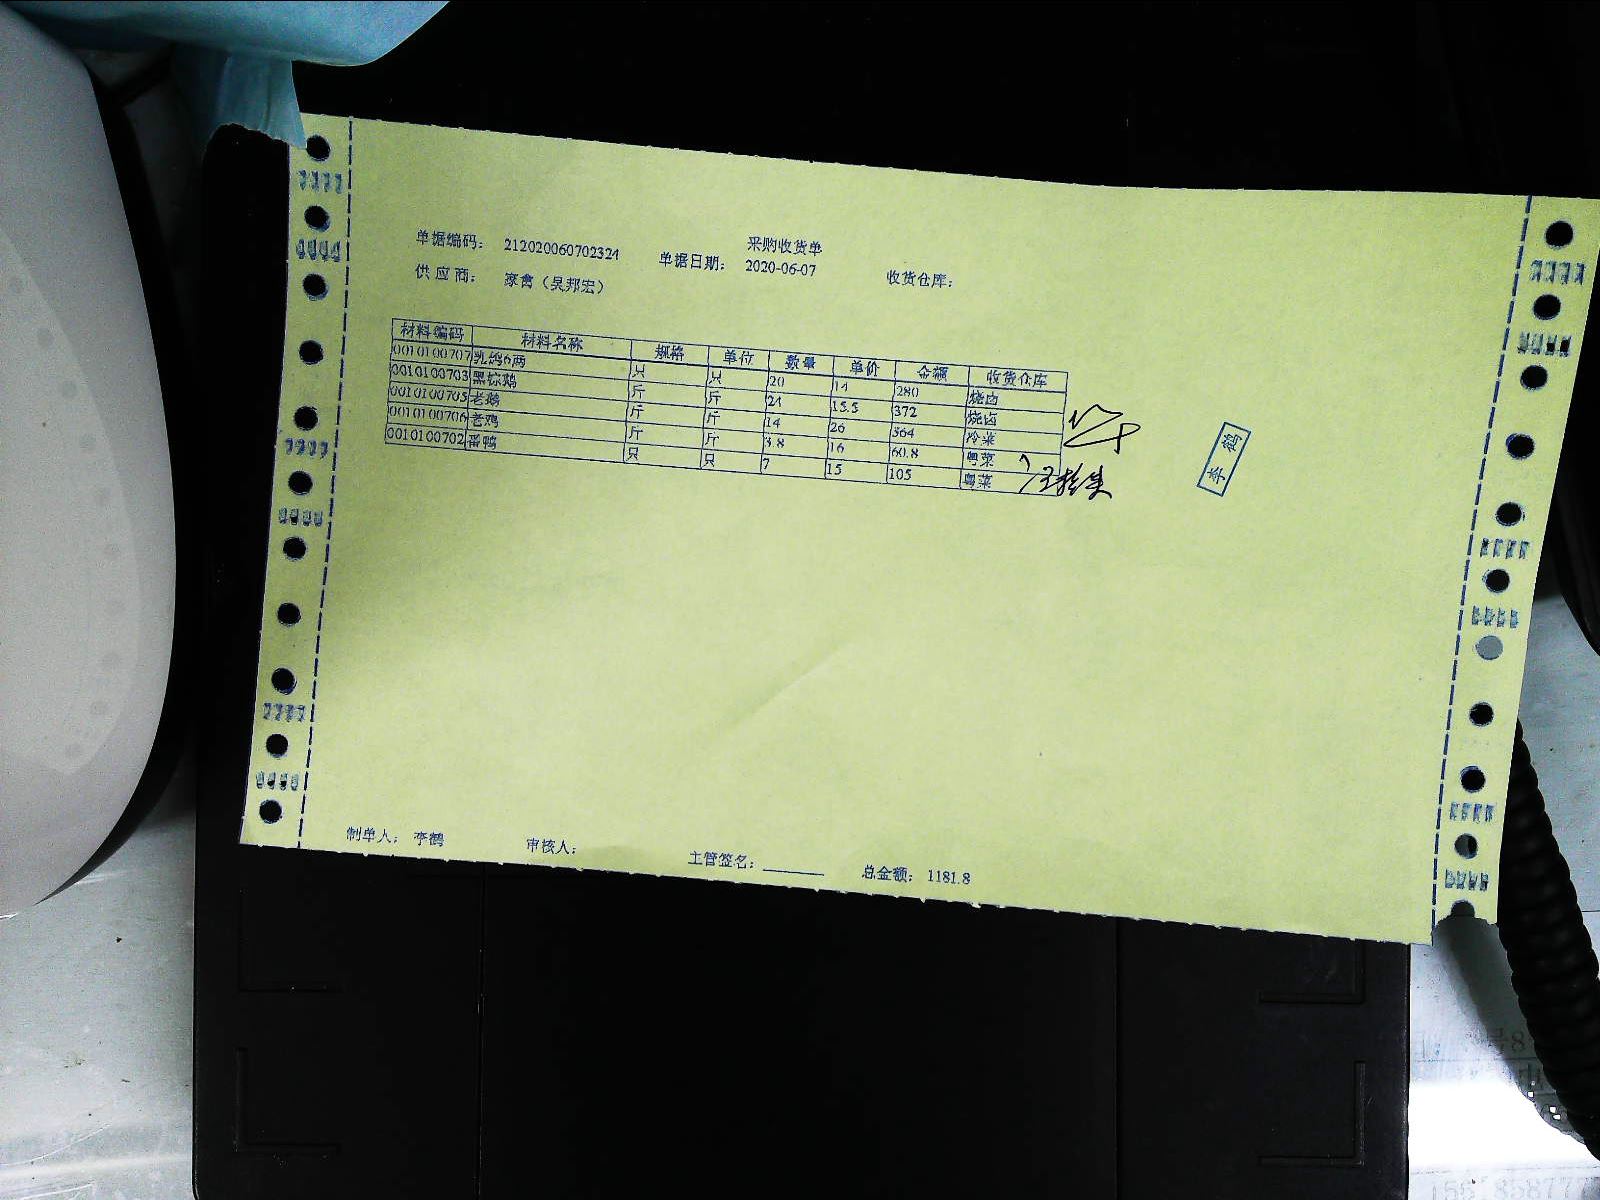 采购收货单
单据编码： 212020060702324 单据日期： 2020-06-07 收货仓库：
供应商： 家禽（吴邦宏）
材料编码 材料名称 规格 单位 数量 单价 金额 收货仓库
0010100707 乳鸽6两 只 只 20 14 280 烧卤
0010100703 黑棕鹅 斤 斤 24 15.5 372 烧卤
0010100705 老鹅 斤 斤 14 26 364 冷菜
0010100706 老鸡 斤 斤 3.8 16 60.8 粤菜
0010100702 番鸭 只 只 7 15 105 粤菜
李鹤
制单人： 李鹤 审核人： 主管签名： 总金额： 1181.8